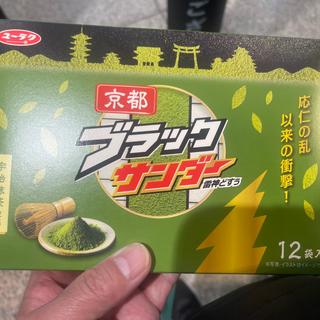 ユーラク
京都
ブラック
サンダー
雷神どすう
応仁の乱
以来の衝撃！
宇治抹茶
12袋入